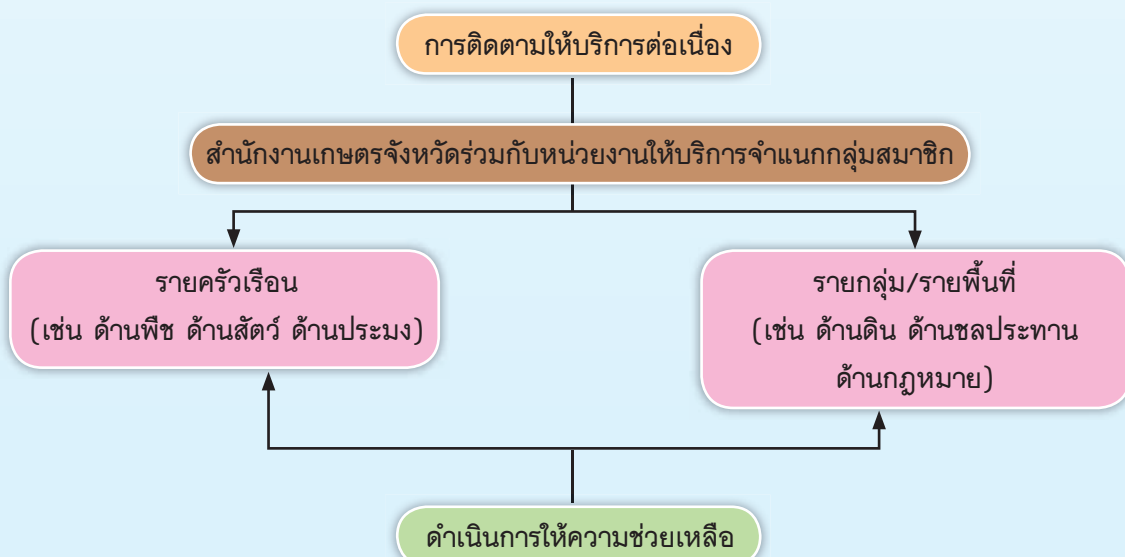 การติดตามให้บริการต่อเนื่อง
สำนักงานเกษตรจังหวัดร่วมกับหน่วยงานให้บริการจำแนกกลุ่มสมาชิก
รายครัวเรือน
(เช่น ด้านพืช ด้านสัตว์ ด้านประมง)
รายกลุ่ม/รายพื้นที่
(เช่น ด้านดิน ด้านชลประทาน
ด้านกฎหมาย)
ดำเนินการให้ความช่วยเหลือ